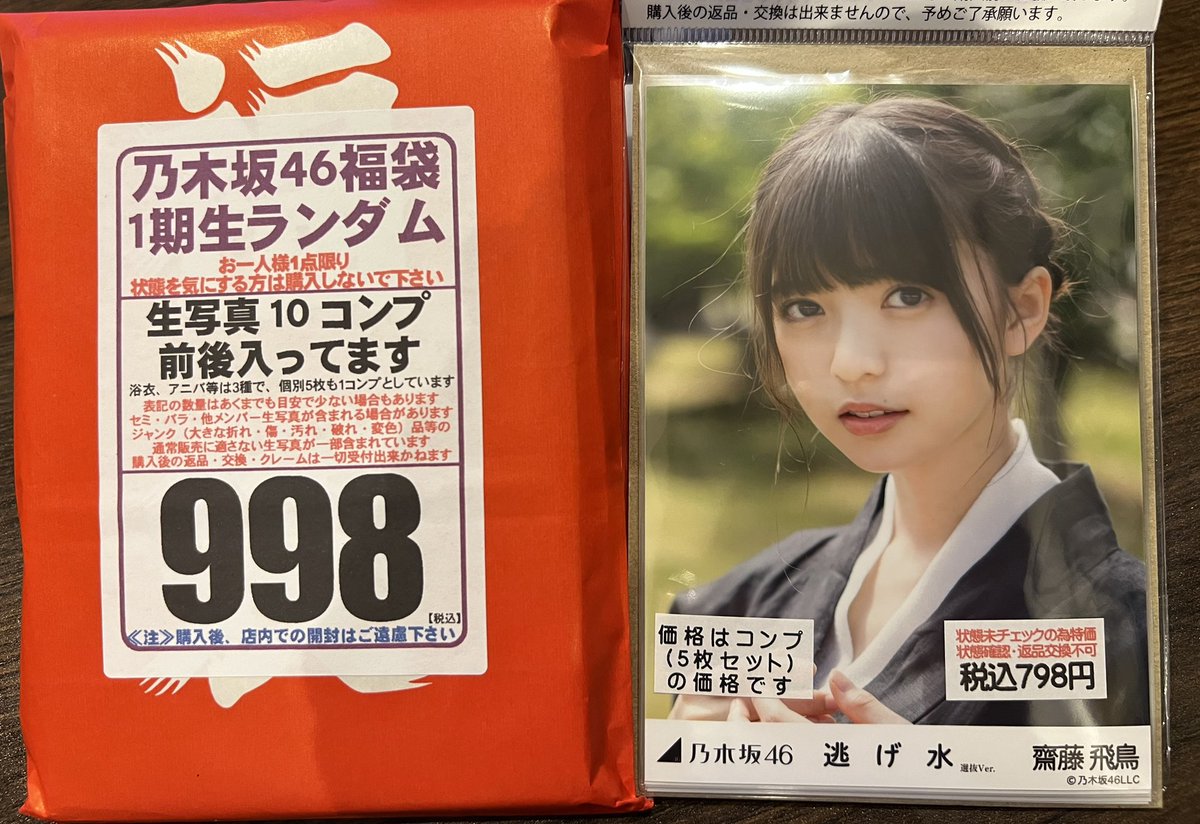 乃木坂46福袋
1期生ランダム
お一人様1点限り
状態を気にする方は購入しないで下さい
生写真10コンプ
前後入ってます
浴衣、アニバ等は3種で、個別5枚も1コンプとしています
表記の数量はあくまでも目安で少ない場合もあります
セミ・バラ・他メンバー生写真が含まれる場合があります
ジャンク（大きな折れ・傷・汚れ・破れ・変色）品等の
通常販売に適さない生写真が一部含まれています
購入後の返品・交換・クレームは一切受付出来かねます
998
【税込】
≪注≫購入後、店内での開封はご遠慮下さい
購入後の返品・交換は出来ませんので、予めご了承願います。
価格はコンプ
(5枚セット)
の価格です
状態未チェックの為特価
状態確認・返品交換不可
税込798円
乃木坂46 逃げ水 選抜Ver. 齋藤 飛鳥
©乃木坂46LLC